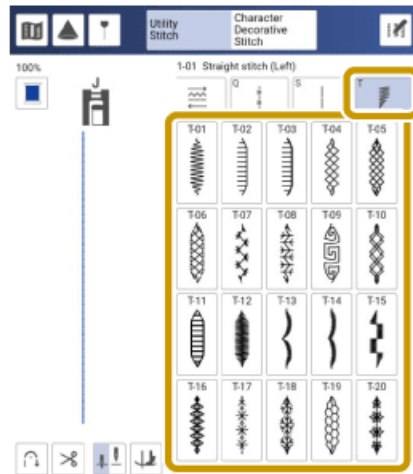 Utility
Stitch
Character
Decorative
Stitch
100%
1-01 Straight stitch (Left)
J
Q
S
T
T-01 T-02 T-03 T-04 T-05
T-06 T-07 T-08 T-09 T-10
T-11 T-12 T-13 T-14 T-15
T-16 T-17 T-18 T-19 T-20